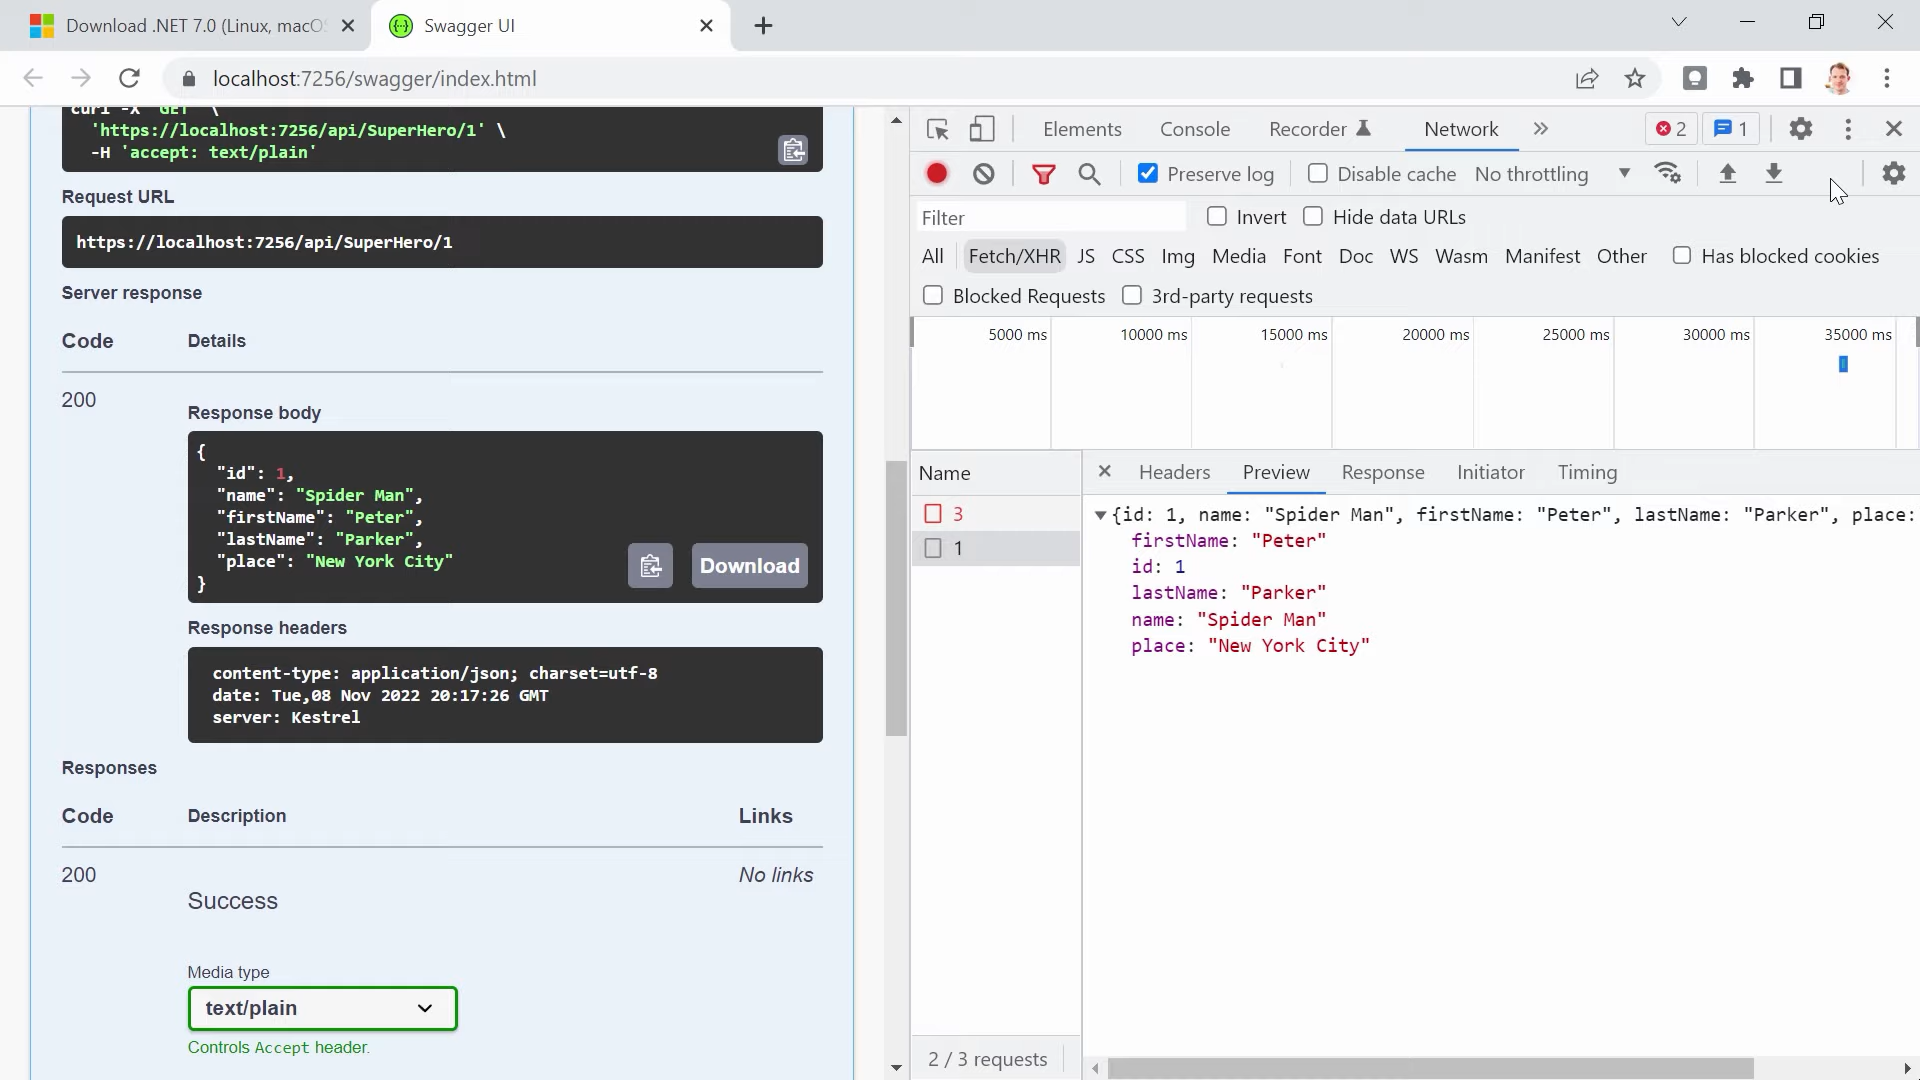 Download .NET 7.0 (Linux, macOS
Swagger UI
localhost:7256/swagger/index.html
curl -X 'GET' \
'https://localhost:7256/api/SuperHero/1' \
-H 'accept: text/plain'
Request URL
https://localhost:7256/api/SuperHero/1
Server response
Code Details
200
Response body
{
"id": 1,
"name": "Spider Man",
"firstName": "Peter",
"lastName": "Parker",
"place": "New York City"
}
Download
Response headers
content-type: application/json; charset=utf-8
date: Tue,08 Nov 2022 20:17:26 GMT
server: Kestrel
Responses
Code Description Links
200 No links
Success
Media type
text/plain
Controls Accept header.
Elements Console Recorder Network » 2 1
Preserve log Disable cache No throttling
Filter Invert Hide data URLs
All Fetch/XHR JS CSS Img Media Font Doc WS Wasm Manifest Other Has blocked cookies
Blocked Requests 3rd-party requests
5000 ms 10000 ms 15000 ms 20000 ms 25000 ms 30000 ms 35000 ms
Name
3
1
2 / 3 requests
Headers Preview Response Initiator Timing
{id: 1, name: "Spider Man", firstName: "Peter", lastName: "Parker", place:
firstName: "Peter"
id: 1
lastName: "Parker"
name: "Spider Man"
place: "New York City"